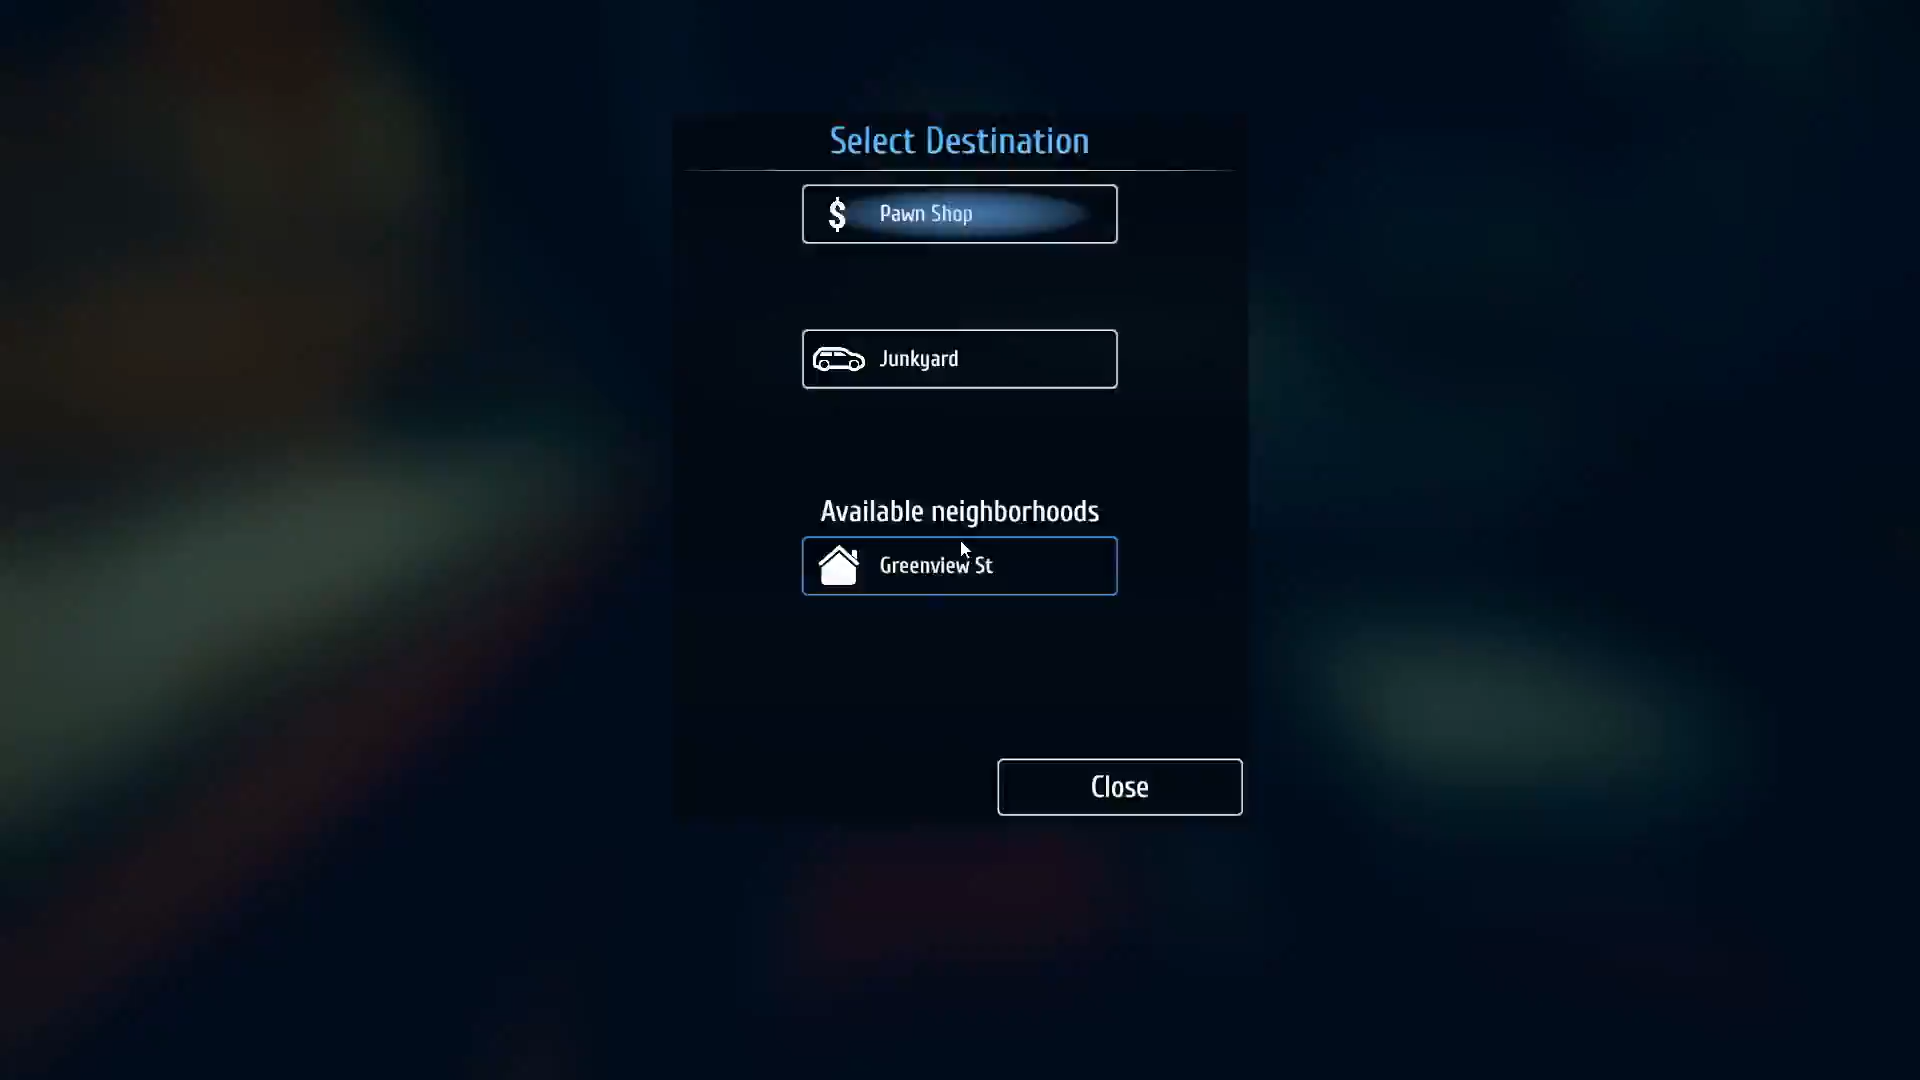 Select Destination
$ Pawn Shop
Junkyard
Available neighborhoods
Greenview St
Close